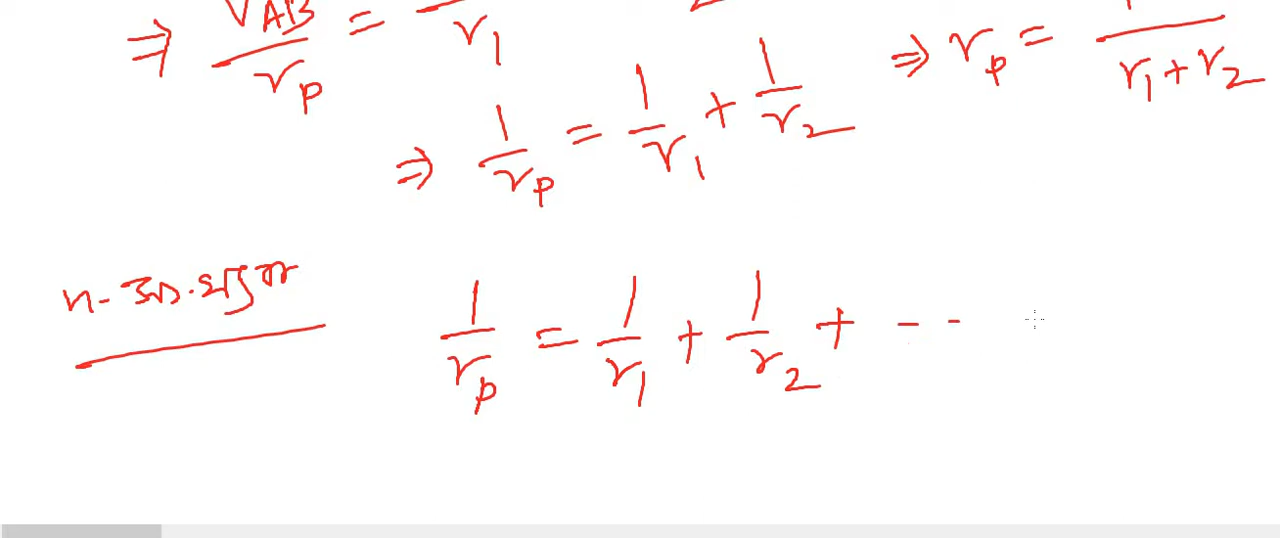 ⇒ V_AB / r_p = / r_1
⇒ 1/r_p = 1/r_1 + 1/r_2 ⇒ r_p = / r_1 + r_2
n-
1/r_p = 1/r_1 + 1/r_2 + - -